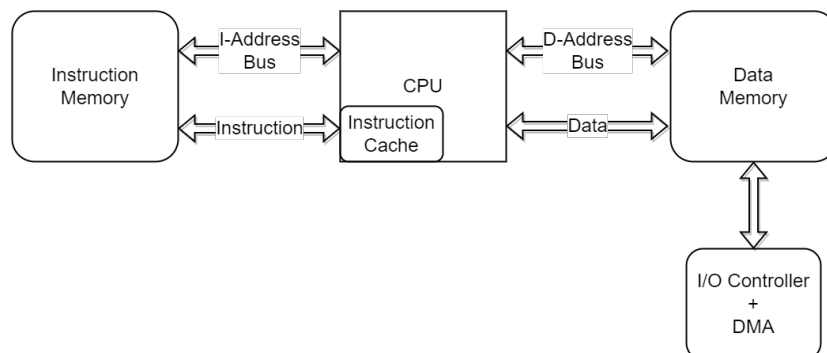 Instruction
Memory
I-Address
Bus
Instruction
CPU
Instruction
Cache
D-Address
Bus
Data
Data
Memory
I/O Controller
+
DMA